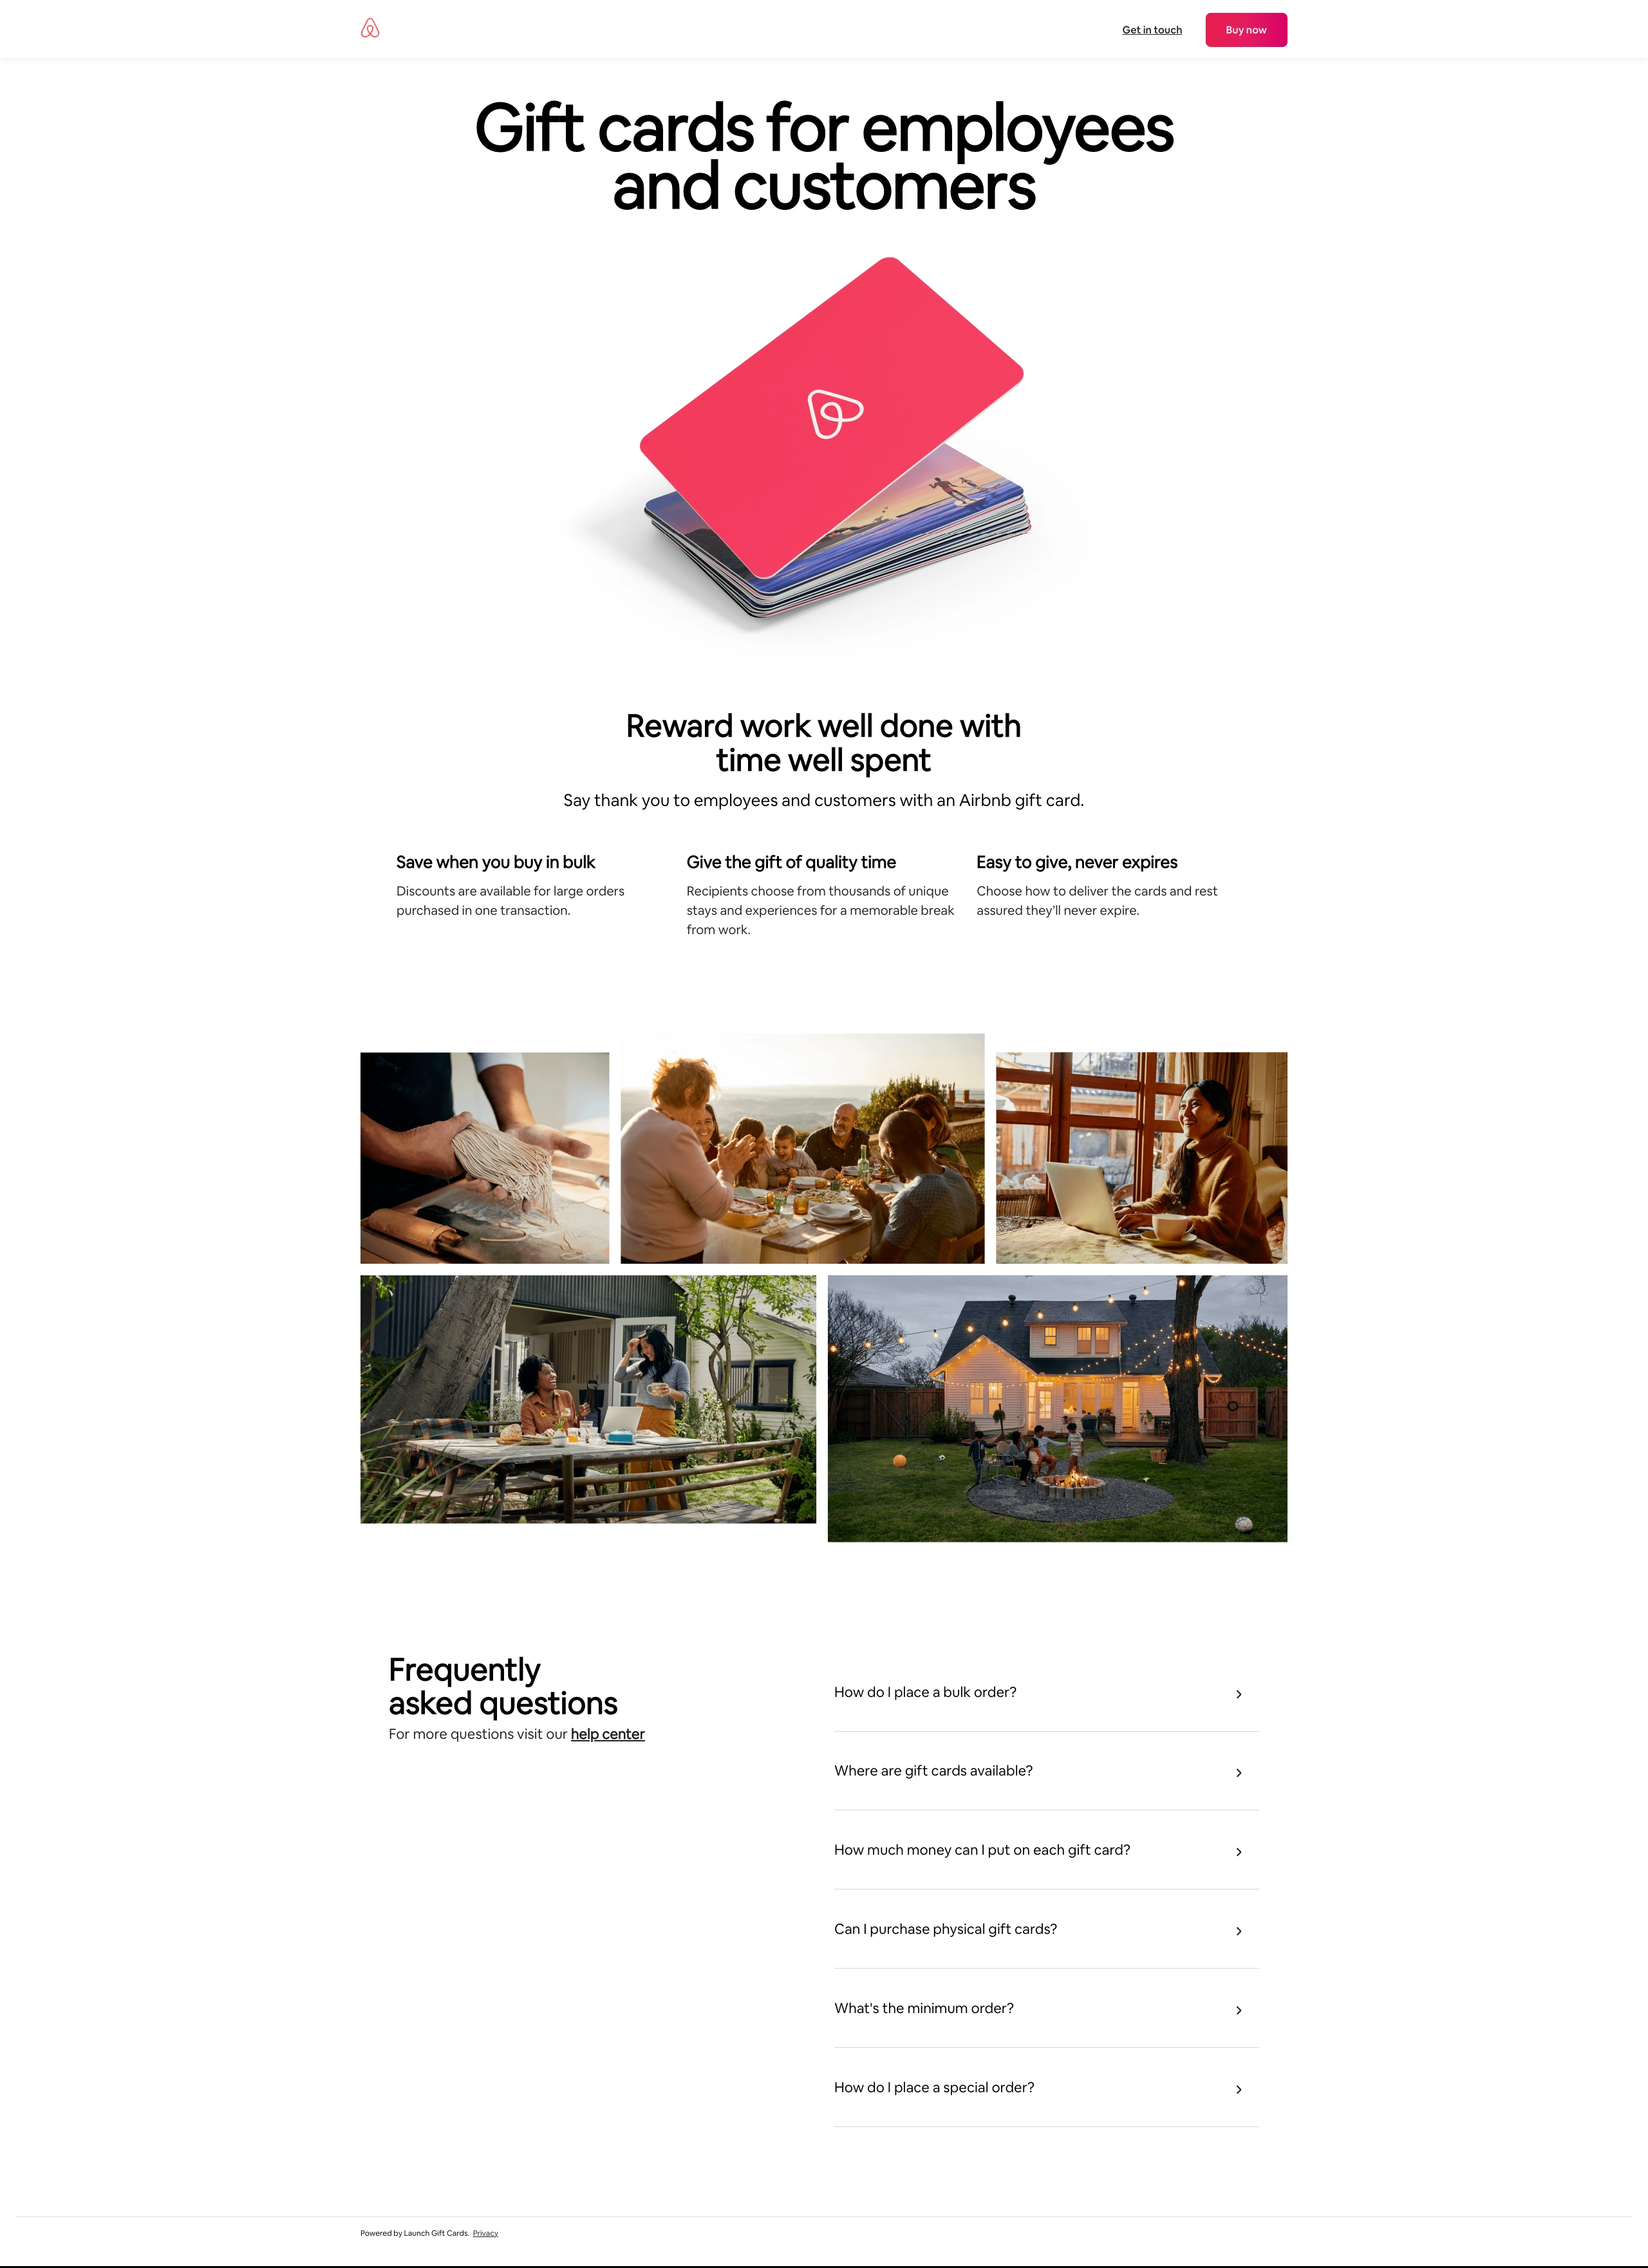 Get in touch
Buy now
Gift cards for employees
and customers
Reward work well done with
time well spent
Say thank you to employees and customers with an Airbnb gift card.
Save when you buy in bulk
Discounts are available for large orders
purchased in one transaction.
Give the gift of quality time
Recipients choose from thousands of unique
stays and experiences for a memorable break
from work.
Easy to give, never expires
Choose how to deliver the cards and rest
assured they’ll never expire.
Frequently
asked questions
For more questions visit our help center
How do I place a bulk order?
Where are gift cards available?
How much money can I put on each gift card?
Can I purchase physical gift cards?
What's the minimum order?
How do I place a special order?
Powered by Launch Gift Cards. Privacy